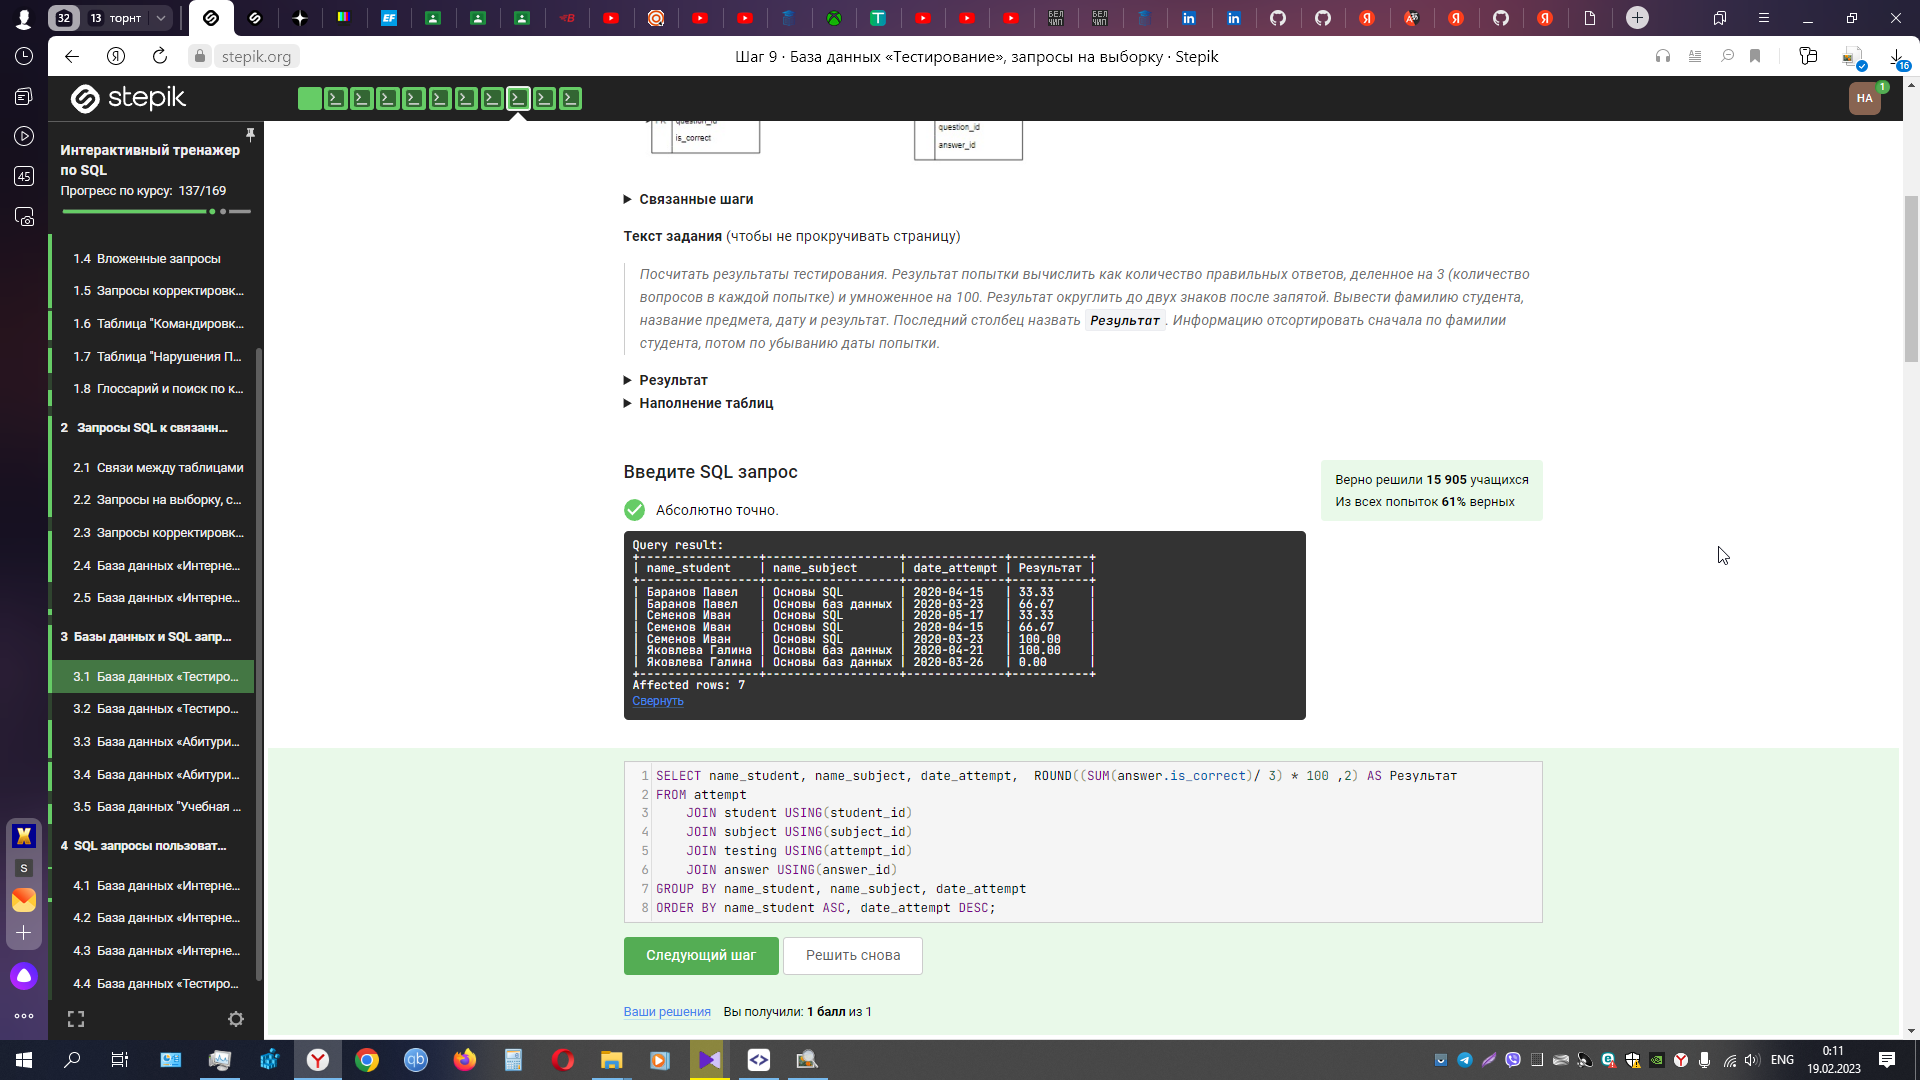 32
13
торнт
EF
БЕЛ ЧИП
БЕЛ ЧИП
stepik.org
Шаг 9 · База данных «Тестирование», запросы на выборку · Stepik
16
45
stepik
НА
1
Интерактивный тренажер
по SQL
Прогресс по курсу: 137/169
1.4 Вложенные запросы
1.5 Запросы корректировк...
1.6 Таблица "Командировк...
1.7 Таблица "Нарушения П...
1.8 Глоссарий и поиск по к...
2 Запросы SQL к связанн...
2.1 Связи между таблицами
2.2 Запросы на выборку, с...
2.3 Запросы корректировк...
2.4 База данных «Интерне...
2.5 База данных «Интерне...
3 Базы данных и SQL запр...
3.1 База данных «Тестиро...
3.2 База данных «Тестиро...
3.3 База данных «Абитури...
3.4 База данных «Абитури...
3.5 База данных "Учебная ...
4 SQL запросы пользоват...
4.1 База данных «Интерне...
4.2 База данных «Интерне...
4.3 База данных «Интерне...
4.4 База данных «Тестиро...
is_correct
question_id
answer_id
Связанные шаги
Текст задания (чтобы не прокручивать страницу)
Посчитать результаты тестирования. Результат попытки вычислить как количество правильных ответов, деленное на 3 (количество
вопросов в каждой попытке) и умноженное на 100. Результат округлить до двух знаков после запятой. Вывести фамилию студента,
название предмета, дату и результат. Последний столбец назвать Результат. Информацию отсортировать сначала по фамилии
студента, потом по убыванию даты попытки.
Результат
Наполнение таблиц
Введите SQL запрос
Верно решили 15 905 учащихся
Из всех попыток 61% верных
Абсолютно точно.
Query result:
+-----------------+--------------------+--------------+-----------+
| name_student | name_subject | date_attempt | Результат |
+-----------------+--------------------+--------------+-----------+
| Баранов Павел | Основы SQL | 2020-04-15 | 33.33 |
| Баранов Павел | Основы баз данных | 2020-03-23 | 66.67 |
| Семенов Иван | Основы SQL | 2020-05-17 | 33.33 |
| Семенов Иван | Основы SQL | 2020-04-15 | 66.67 |
| Семенов Иван | Основы SQL | 2020-03-23 | 100.00 |
| Яковлева Галина | Основы баз данных | 2020-04-21 | 100.00 |
| Яковлева Галина | Основы баз данных | 2020-03-26 | 0.00 |
+-----------------+--------------------+--------------+-----------+
Affected rows: 7
Свернуть
1 SELECT name_student, name_subject, date_attempt, ROUND((SUM(answer.is_correct)/ 3) * 100 ,2) AS Результат
2 FROM attempt
3 JOIN student USING(student_id)
4 JOIN subject USING(subject_id)
5 JOIN testing USING(attempt_id)
6 JOIN answer USING(answer_id)
7 GROUP BY name_student, name_subject, date_attempt
8 ORDER BY name_student ASC, date_attempt DESC;
Следующий шаг
Решить снова
Ваши решения Вы получили: 1 балл из 1
S
ENG
0:11
19.02.2023